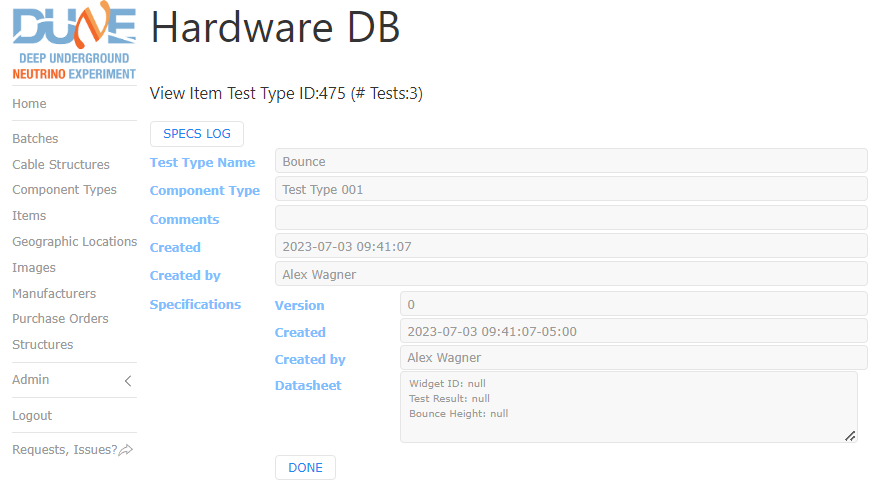 DUNE
DEEP UNDERGROUND
NEUTRINO EXPERIMENT
Hardware DB
Home
Batches
Cable Structures
Component Types
Items
Geographic Locations
Images
Manufacturers
Purchase Orders
Structures
Admin
Logout
Requests, Issues?
View Item Test Type ID:475 (# Tests:3)
SPECS LOG
Test Type Name Bounce
Component Type Test Type 001
Comments
Created 2023-07-03 09:41:07
Created by Alex Wagner
Specifications Version 0
Created 2023-07-03 09:41:07-05:00
Created by Alex Wagner
Datasheet Widget ID: null
Test Result: null
Bounce Height: null
DONE